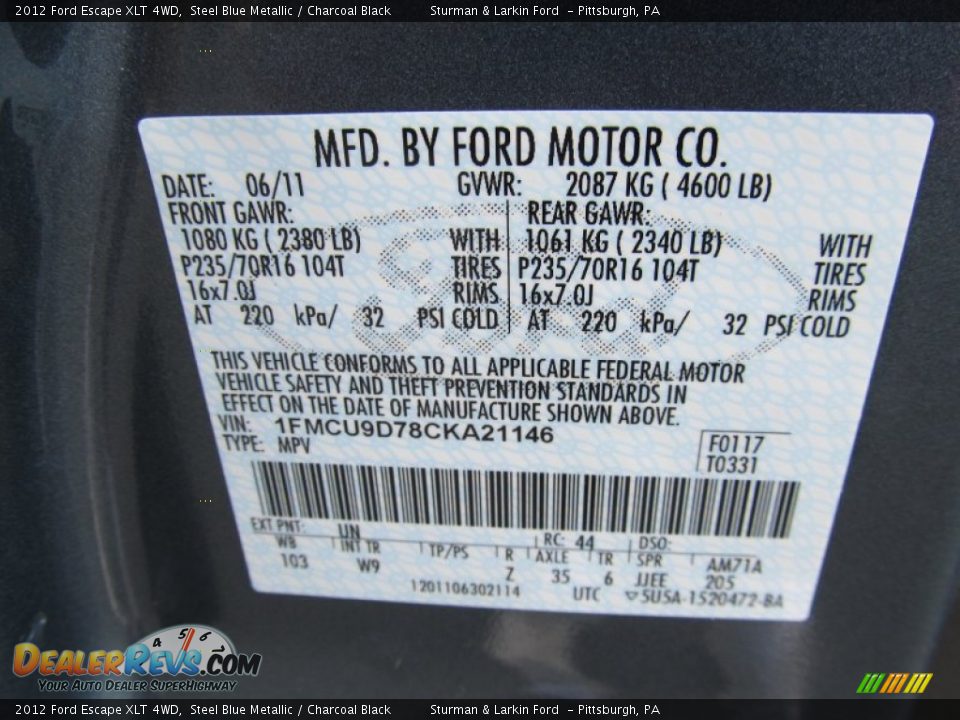 2012 Ford Escape XLT 4WD, Steel Blue Metallic / Charcoal Black Sturman & Larkin Ford - Pittsburgh, PA
MFD. BY FORD MOTOR CO.
DATE: 06/11 GVWR: 2087 KG ( 4600 LB)
FRONT GAWR: REAR GAWR:
1080 KG ( 2380 LB) WITH 1061 KG ( 2340 LB) WITH
P235/70R16 104T TIRES P235/70R16 104T TIRES
16x7.0J RIMS 16x7.0J RIMS
AT 220 kPa/ 32 PSI COLD AT 220 kPa/ 32 PSI COLD
Ford
THIS VEHICLE CONFORMS TO ALL APPLICABLE FEDERAL MOTOR
VEHICLE SAFETY AND THEFT PREVENTION STANDARDS IN
EFFECT ON THE DATE OF MANUFACTURE SHOWN ABOVE.
VIN: 1FMCU9D78CKA21146
TYPE: MPV
F0117
T0331
EXT PNT: UN RC: 44 DSO:
WB INT TR TP/PS R AXLE TR SPR AM71A
103 W9 Z 35 6 JJEE 205
1201106302114 UTC ▽5U5A-1520472-BA
4 5 6
DEALERREVS.COM
Your Auto Dealer SuperHighway
2012 Ford Escape XLT 4WD, Steel Blue Metallic / Charcoal Black Sturman & Larkin Ford - Pittsburgh, PA